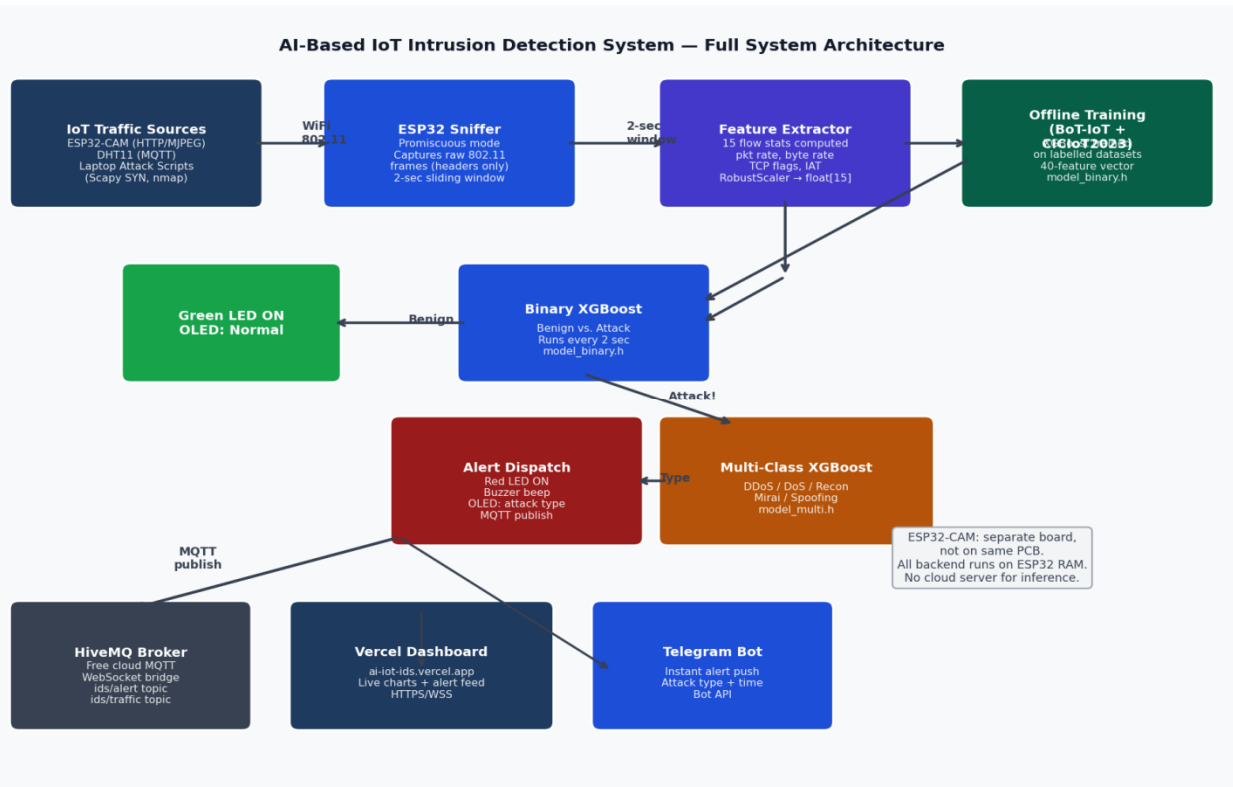 AI-Based IoT Intrusion Detection System — Full System Architecture
IoT Traffic Sources
ESP32-CAM (HTTP/MJPEG)
DHT11 (MQTT)
Laptop Attack Scripts
(Scapy SYN, nmap)
WiFi
802.11
ESP32 Sniffer
Promiscuous mode
Captures raw 802.11
frames (headers only)
2-sec sliding window
2-sec
window
Feature Extractor
15 flow stats computed
pkt rate, byte rate
TCP flags, IAT
RobustScaler → float[15]
Offline Training
(BoT-IoT +
CICIoT2023)
on labelled datasets
40-feature vector
model_binary.h
Green LED ON
OLED: Normal
Benign
Binary XGBoost
Benign vs. Attack
Runs every 2 sec
model_binary.h
Attack!
Alert Dispatch
Red LED ON
Buzzer beep
OLED: attack type
MQTT publish
Type
Multi-Class XGBoost
DDoS / DoS / Recon
Mirai / Spoofing
model_multi.h
ESP32-CAM: separate board,
not on same PCB.
All backend runs on ESP32 RAM.
No cloud server for inference.
MQTT
publish
HiveMQ Broker
Free cloud MQTT
WebSocket bridge
ids/alert topic
ids/traffic topic
Vercel Dashboard
ai-iot-ids.vercel.app
Live charts + alert feed
HTTPS/WSS
Telegram Bot
Instant alert push
Attack type + time
Bot API